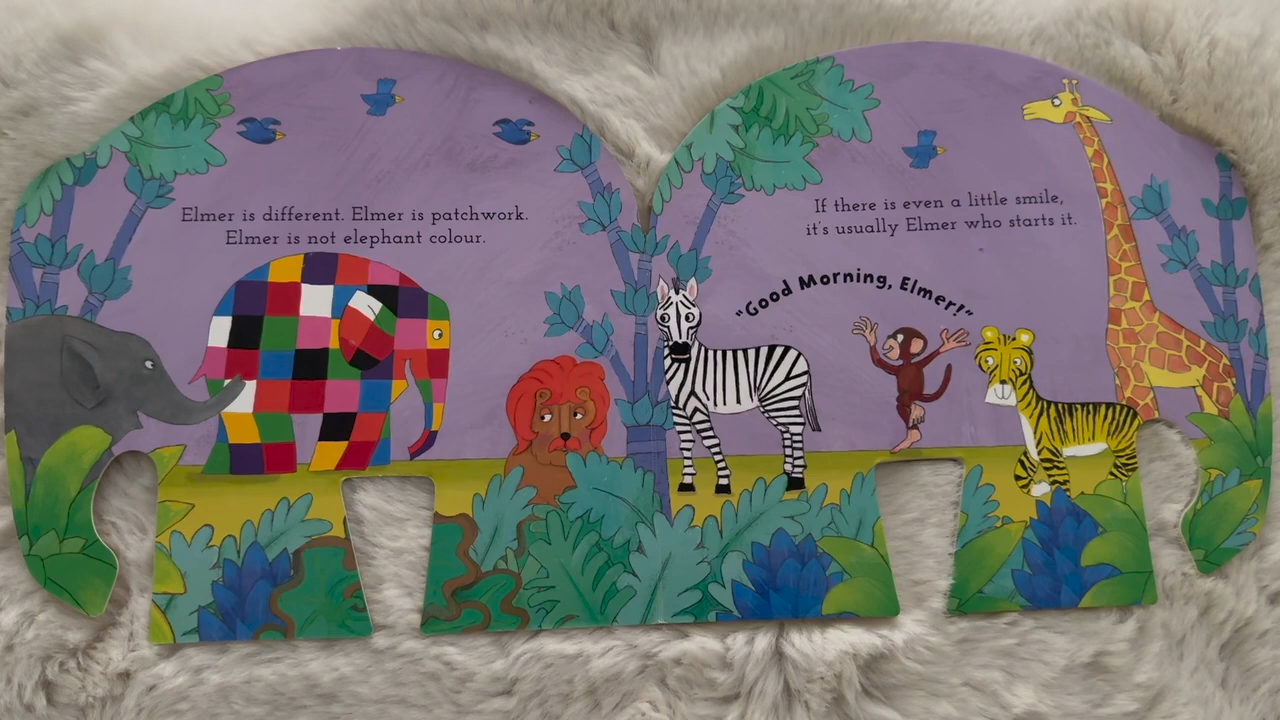 Elmer is different. Elmer is patchwork.
Elmer is not elephant colour.
If there is even a little smile,
it's usually Elmer who starts it.
"Good Morning, Elmer!"